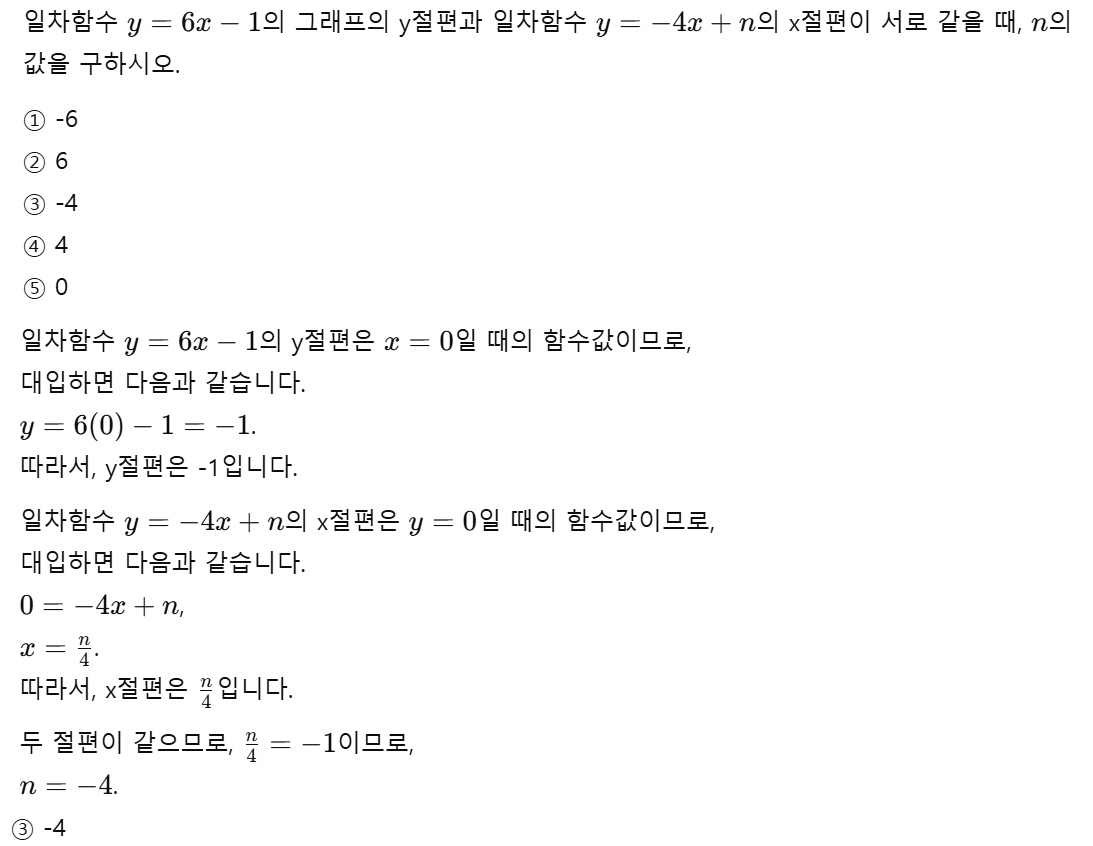 일차함수 y = 6x − 1의 그래프의 y절편과 일차함수 y = −4x + n의 x절편이 서로 같을 때, n의
값을 구하시오.
① -6
② 6
③ -4
④ 4
⑤ 0
일차함수 y = 6x − 1의 y절편은 x = 0일 때의 함수값이므로,
대입하면 다음과 같습니다.
y = 6(0) − 1 = −1.
따라서, y절편은 -1입니다.
일차함수 y = −4x + n의 x절편은 y = 0일 때의 함수값이므로,
대입하면 다음과 같습니다.
0 = −4x + n,
x = n/4.
따라서, x절편은 n/4입니다.
두 절편이 같으므로, n/4 = −1이므로,
n = −4.
③ -4